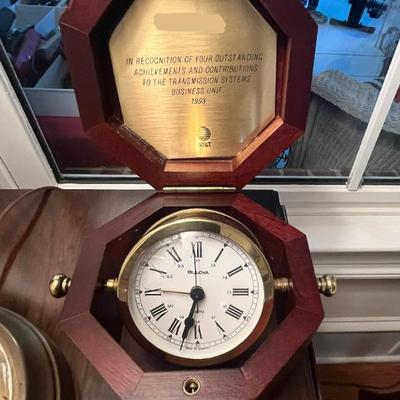 IN RECOGNITION OF YOUR OUTSTANDING
ACHIEVEMENTS AND CONTRIBUTIONS
TO THE TRANSMISSION SYSTEMS
BUSINESS UNIT.
1993
AT&T
XII
I
II
III
IIII
V
VI
VII
VIII
IX
X
XI
BULOVA